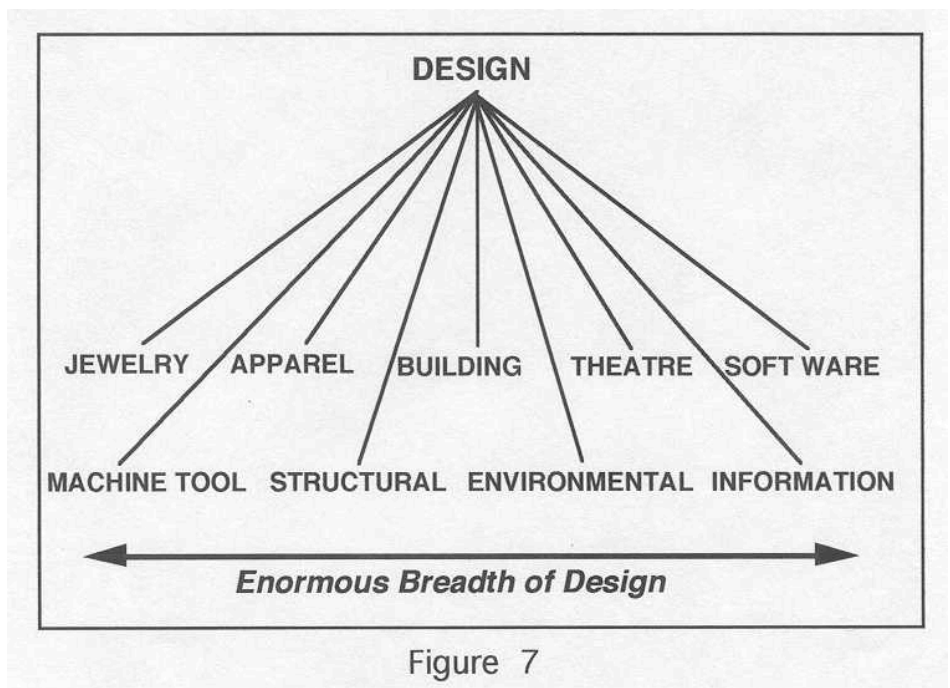 DESIGN
JEWELRY APPAREL BUILDING THEATRE SOFT WARE
MACHINE TOOL STRUCTURAL ENVIRONMENTAL INFORMATION
Enormous Breadth of Design
Figure 7